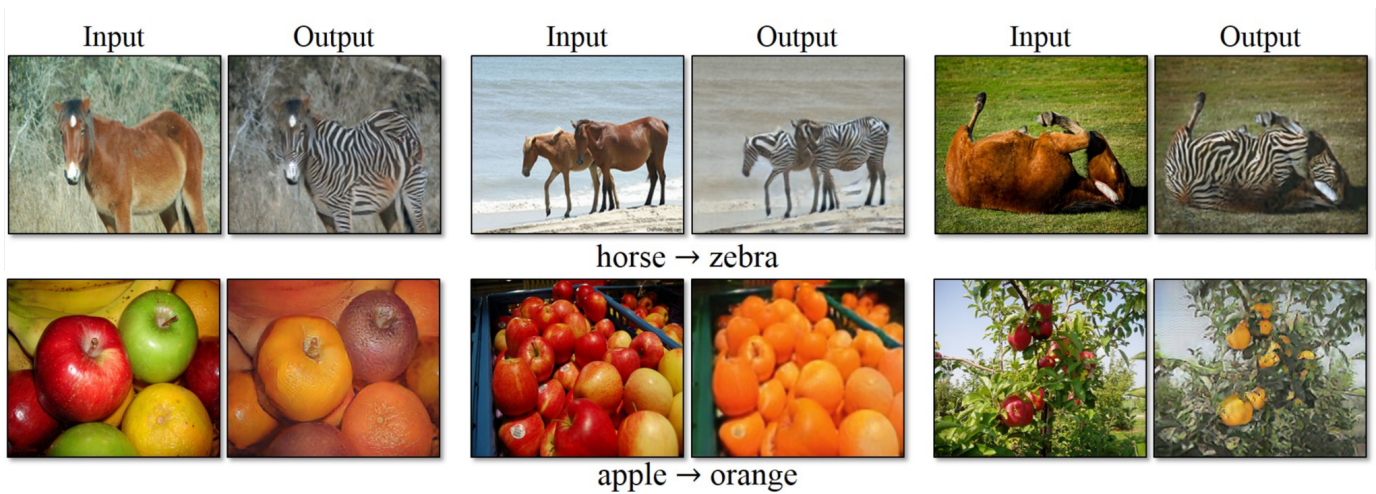 Input Output Input Output Input Output
horse → zebra
apple → orange